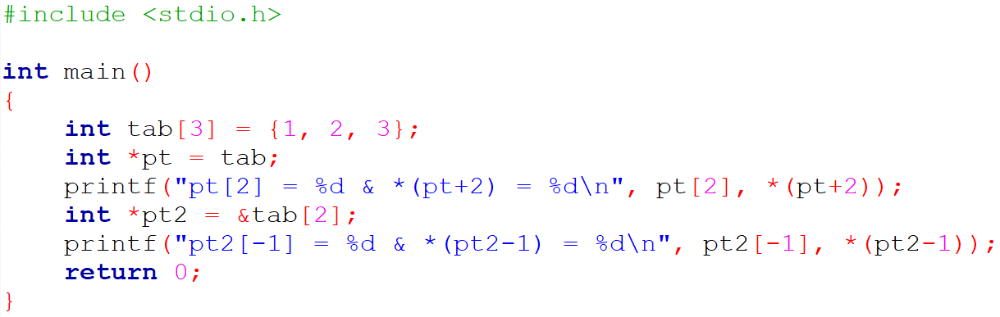 #include <stdio.h>

int main()
{
    int tab[3] = {1, 2, 3};
    int *pt = tab;
    printf("pt[2] = %d & *(pt+2) = %d\n", pt[2], *(pt+2));
    int *pt2 = &tab[2];
    printf("pt2[-1] = %d & *(pt2-1) = %d\n", pt2[-1], *(pt2-1));
    return 0;
}